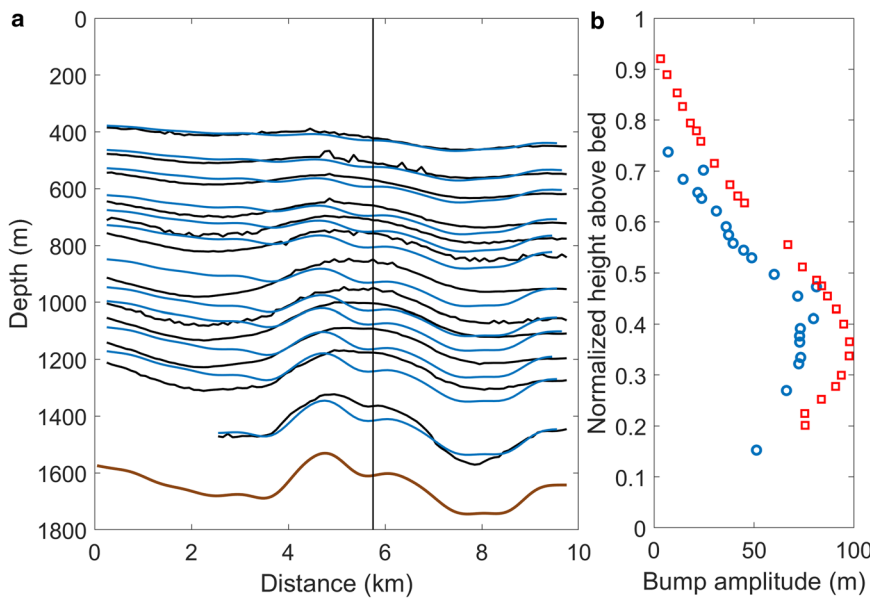 a
0
200
400
600
800
1000
1200
1400
1600
1800
Depth (m)
0 2 4 6 8 10
Distance (km)
b
1
0.9
0.8
0.7
0.6
0.5
0.4
0.3
0.2
0.1
0
Normalized height above bed
0 50 100
Bump amplitude (m)